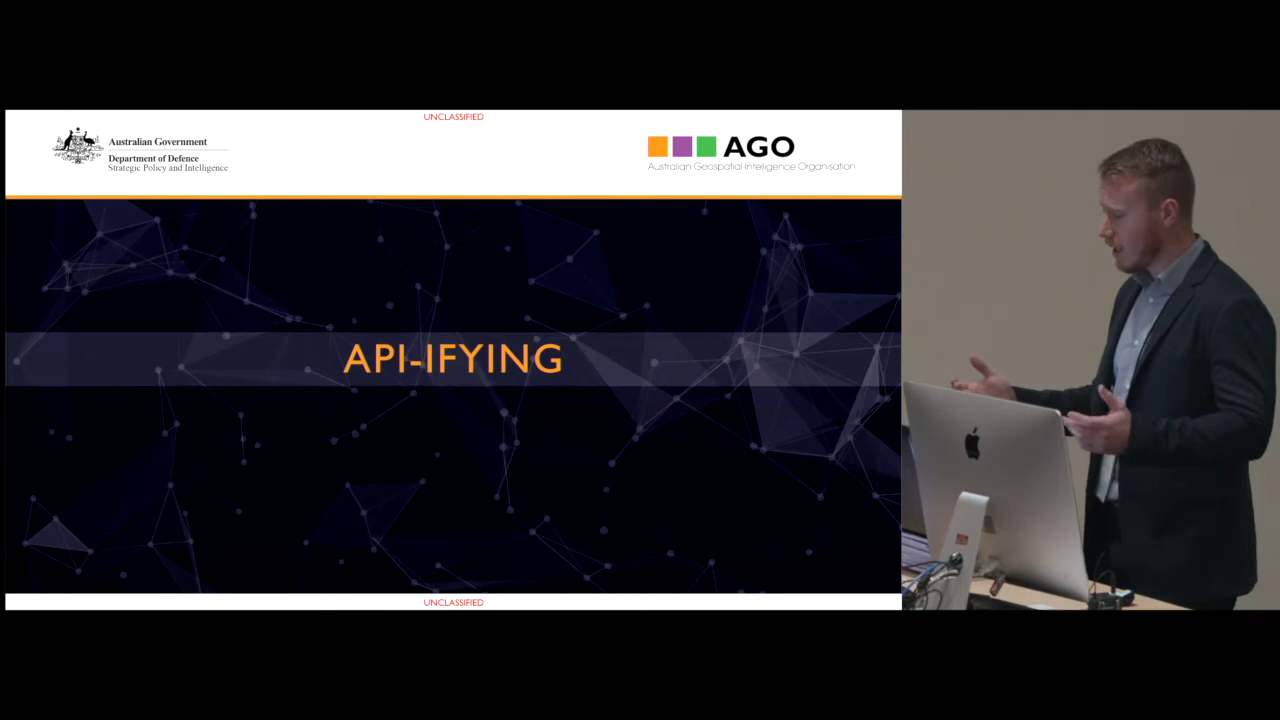 UNCLASSIFIED
Australian Government
Department of Defence
Strategic Policy and Intelligence
AGO
Australian Geospatial Intelligence Organisation
API-IFYING
UNCLASSIFIED